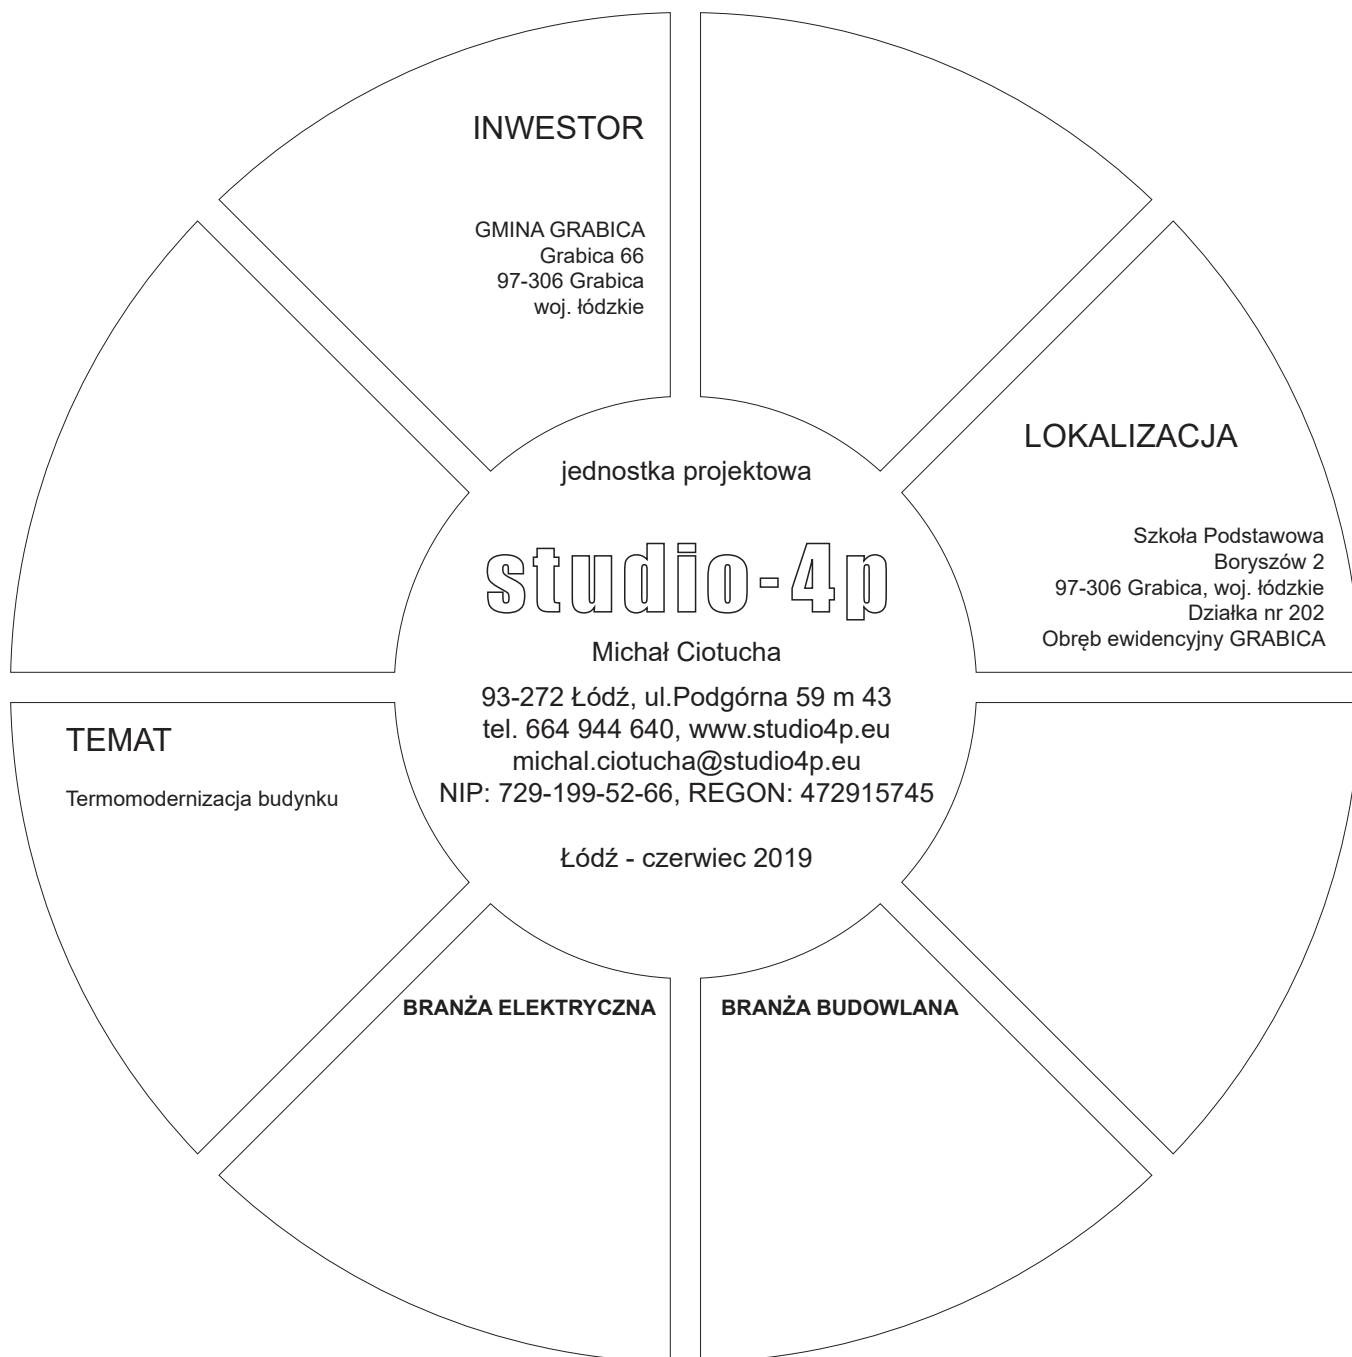 INWESTOR
GMINA GRABICA
Grabica 66
97-306 Grabica
woj. łódzkie
LOKALIZACJA
Szkoła Podstawowa
Boryszów 2
97-306 Grabica, woj. łódzkie
Działka nr 202
Obręb ewidencyjny GRABICA
jednostka projektowa
studio-4p
Michał Ciotucha
93-272 Łódź, ul.Podgórna 59 m 43
tel. 664 944 640, www.studio4p.eu
michal.ciotucha@studio4p.eu
NIP: 729-199-52-66, REGON: 472915745
Łódź - czerwiec 2019
TEMAT
Termomodernizacja budynku
BRANŻA ELEKTRYCZNA
BRANŻA BUDOWLANA